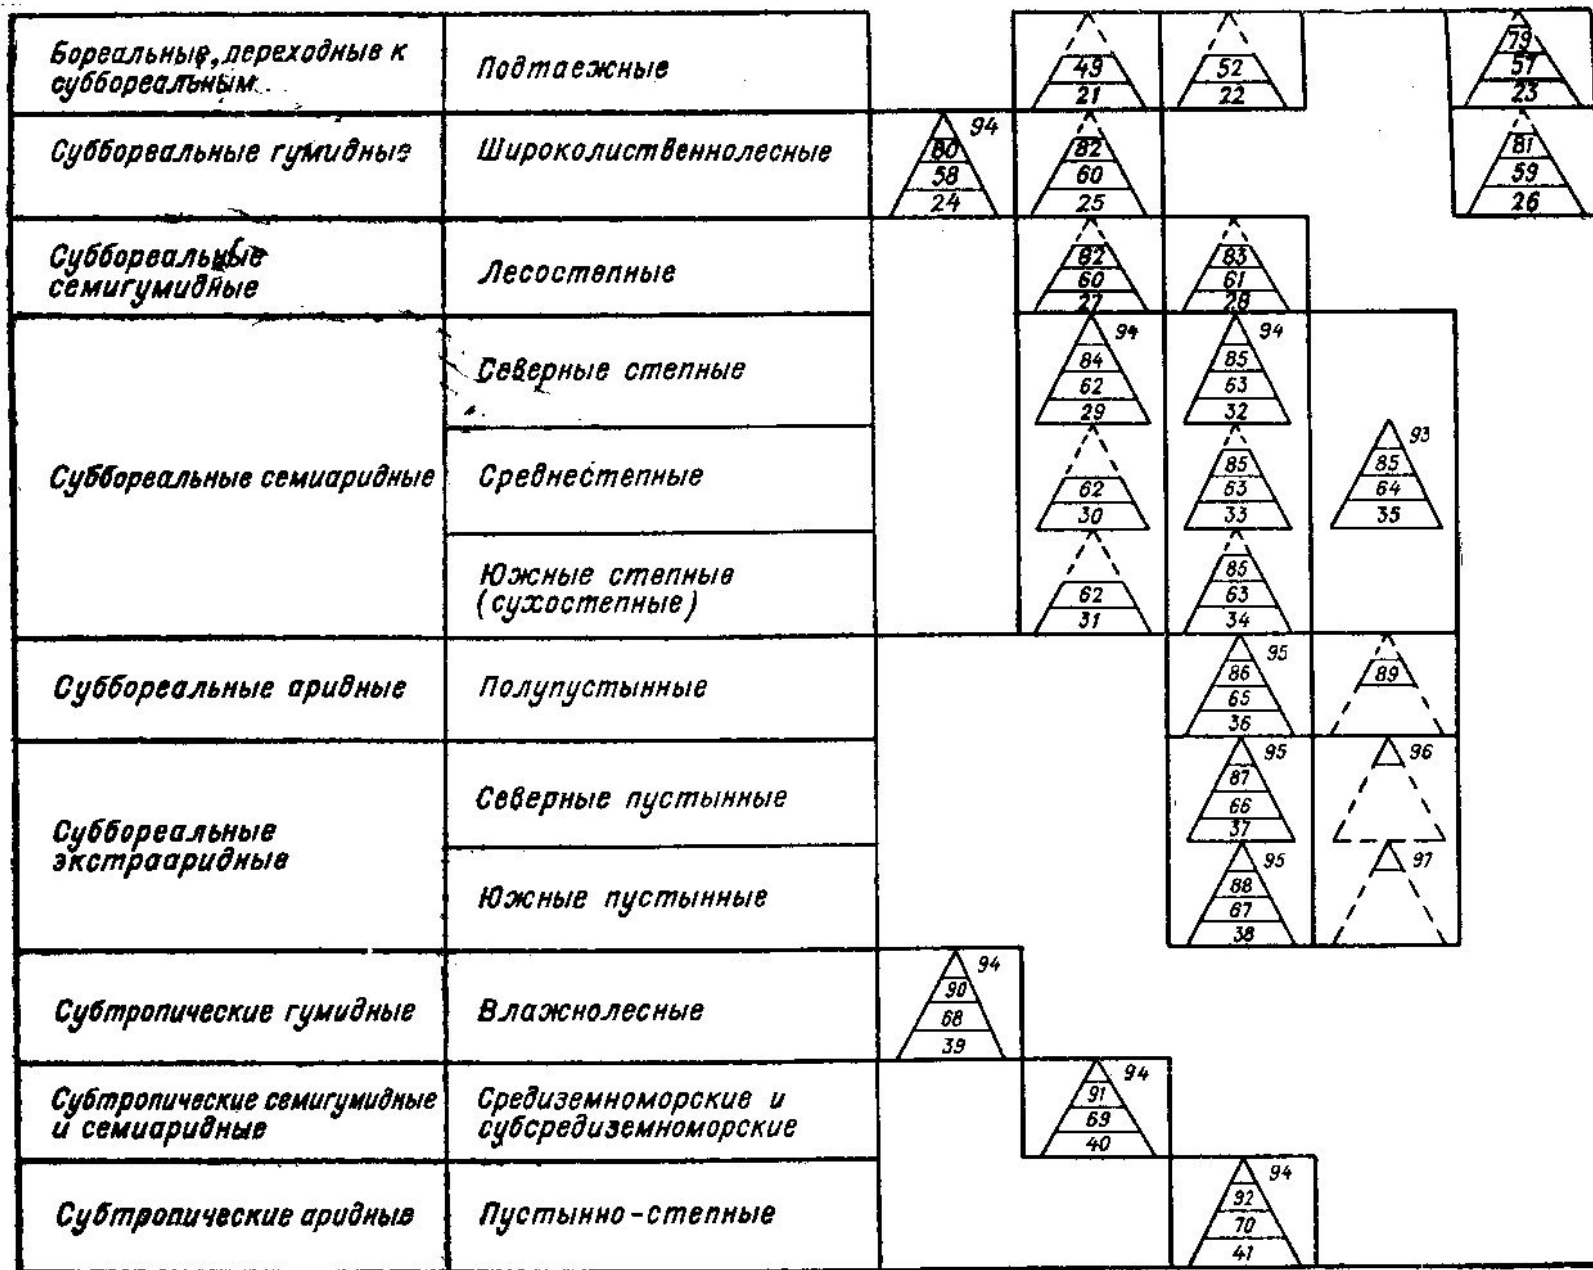 Бореальные, переходные к
суббореальным
Подтаежные
49
21
52
22
79
57
23
Суббореальные гумидные
Широколиственнолесные
94
80
58
24
82
60
25
81
59
26
Суббореальные
семигумидные
Лесостепные
82
60
27
83
61
28
Суббореальные семиаридные
Северные степные
94
84
62
29
94
85
63
32
Среднестепные
62
30
85
63
33
93
85
64
35
Южные степные
(сухостепные)
62
31
85
63
34
Суббореальные аридные
Полупустынные
95
86
65
36
89
Суббореальные
экстрааридные
Северные пустынные
95
87
66
37
96
Южные пустынные
95
88
67
38
97
Субтропические гумидные
Влажнолесные
94
90
68
39
Субтропические семигумидные
и семиаридные
Средиземноморские и
субсредиземноморские
94
91
69
40
Субтропические аридные
Пустынно-степные
94
92
70
41